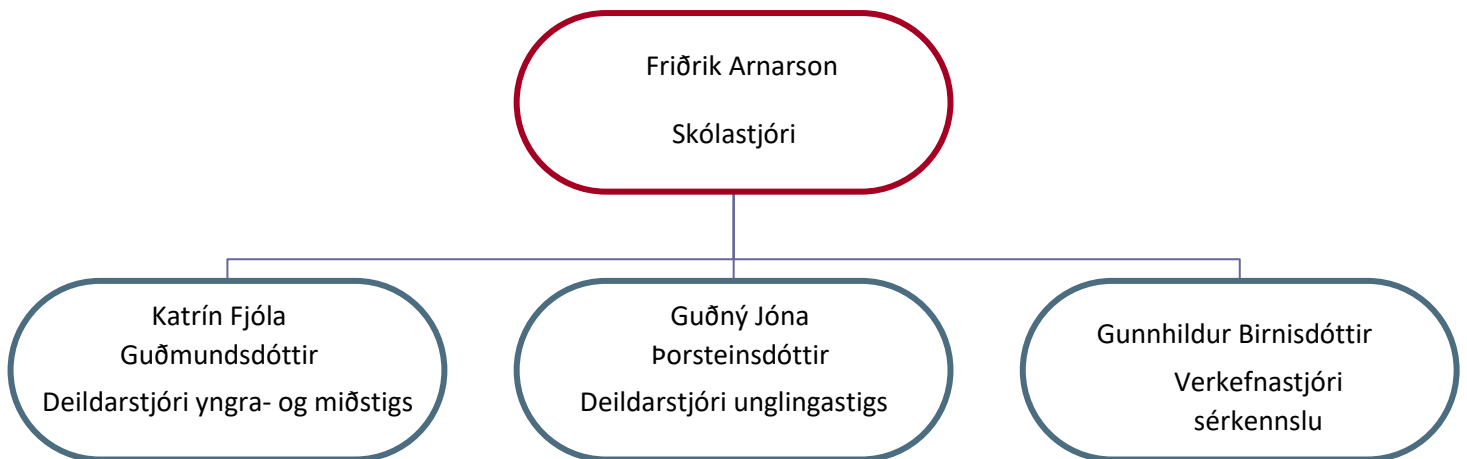 Friðrik Arnarson
Skólastjóri
Katrín Fjóla
Guðmundsdóttir
Deildarstjóri yngra- og miðstigs
Guðný Jóna
Þorsteinsdóttir
Deildarstjóri unglingastigs
Gunnhildur Birnisdóttir
Verkefnastjóri
sérkennslu